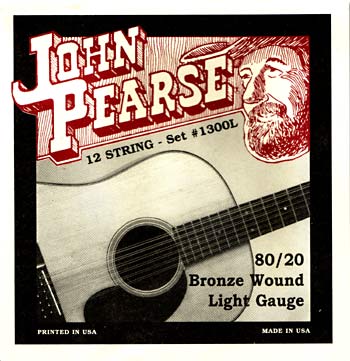 JOHN
PEARSE
12 STRING - Set #1300L
80/20
Bronze Wound
Light Gauge
PRINTED IN USA
MADE IN USA